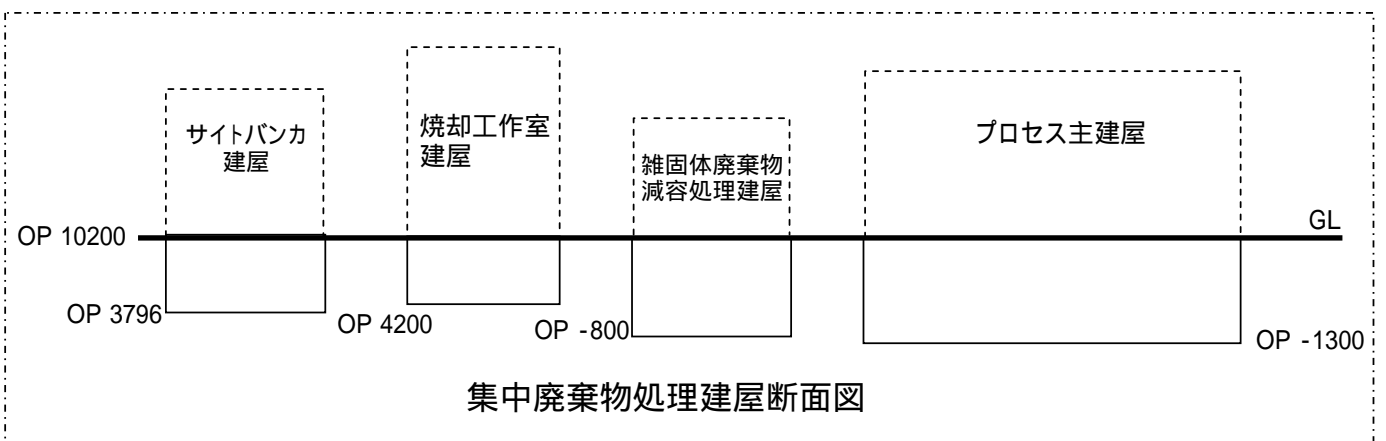 サイトバンカ
建屋
焼却工作室
建屋
雑固体廃棄物
減容処理建屋
プロセス主建屋
GL
OP 10200
OP 3796
OP 4200
OP -800
OP -1300
集中廃棄物処理建屋断面図